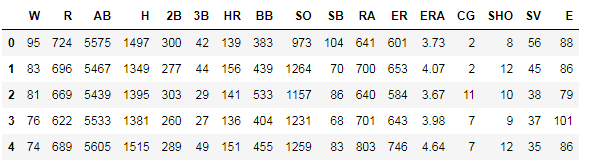 W R AB H 2B 3B HR BB SO SB RA ER ERA CG SHO SV E
0 95 724 5575 1497 300 42 139 383 973 104 641 601 3.73 2 8 56 88
1 83 696 5467 1349 277 44 156 439 1264 70 700 653 4.07 2 12 45 86
2 81 669 5439 1395 303 29 141 533 1157 86 640 584 3.67 11 10 38 79
3 76 622 5533 1381 260 27 136 404 1231 68 701 643 3.98 7 9 37 101
4 74 689 5605 1515 289 49 151 455 1259 83 803 746 4.64 7 12 35 86